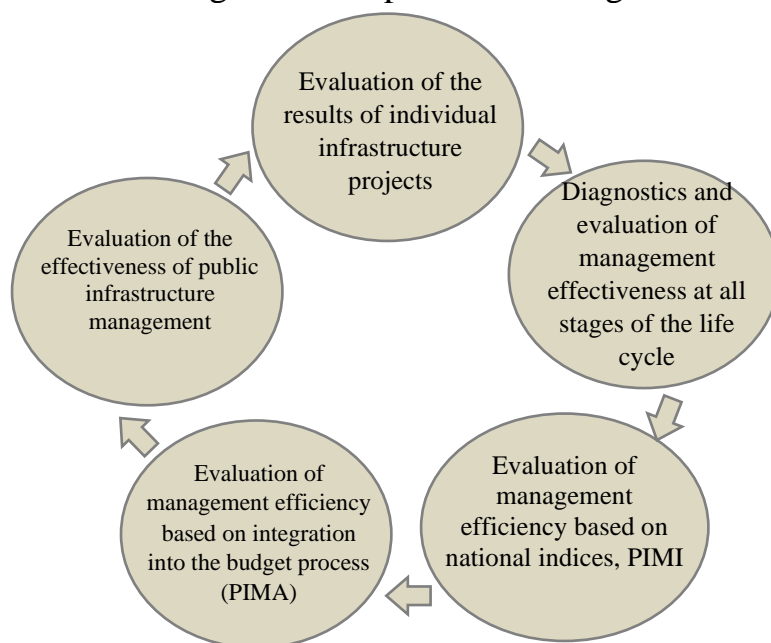 Evaluation of the
results of individual
infrastructure
projects
Diagnostics and
evaluation of
management
effectiveness at all
stages of the life
cycle
Evaluation of
management
efficiency based on
national indices, PIMI
Evaluation of
management efficiency
based on integration
into the budget process
(PIMA)
Evaluation of the
effectiveness of public
infrastructure
management